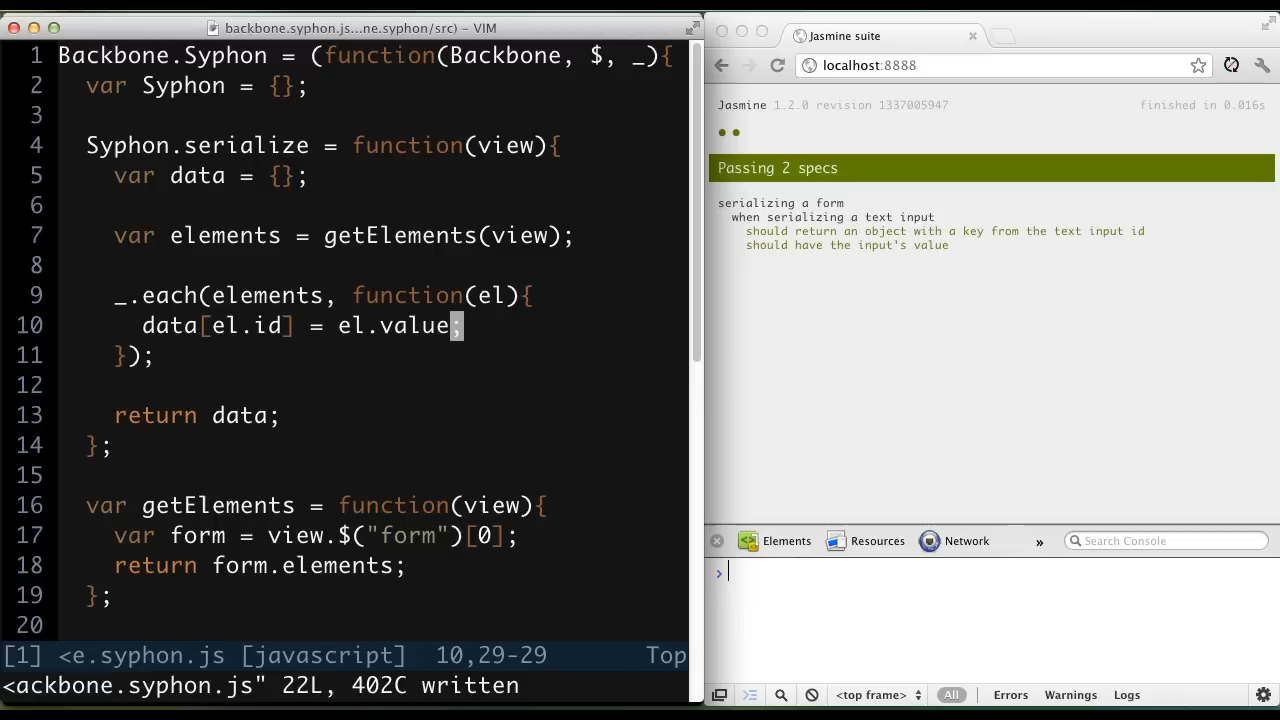 backbone.syphon.js...ne.syphon/src) – VIM
1 Backbone.Syphon = (function(Backbone, $, _){
2 var Syphon = {};
3
4 Syphon.serialize = function(view){
5 var data = {};
6
7 var elements = getElements(view);
8
9 _.each(elements, function(el){
10 data[el.id] = el.value;
11 });
12
13 return data;
14 };
15
16 var getElements = function(view){
17 var form = view.$("form")[0];
18 return form.elements;
19 };
20
[1] <e.syphon.js [javascript] 10,29-29 Top
<ackbone.syphon.js" 22L, 402C written
Jasmine suite
localhost:8888
Jasmine 1.2.0 revision 1337005947 finished in 0.016s
Passing 2 specs
serializing a form
when serializing a text input
should return an object with a key from the text input id
should have the input's value
Elements Resources Network » Search Console
>
<top frame> All Errors Warnings Logs